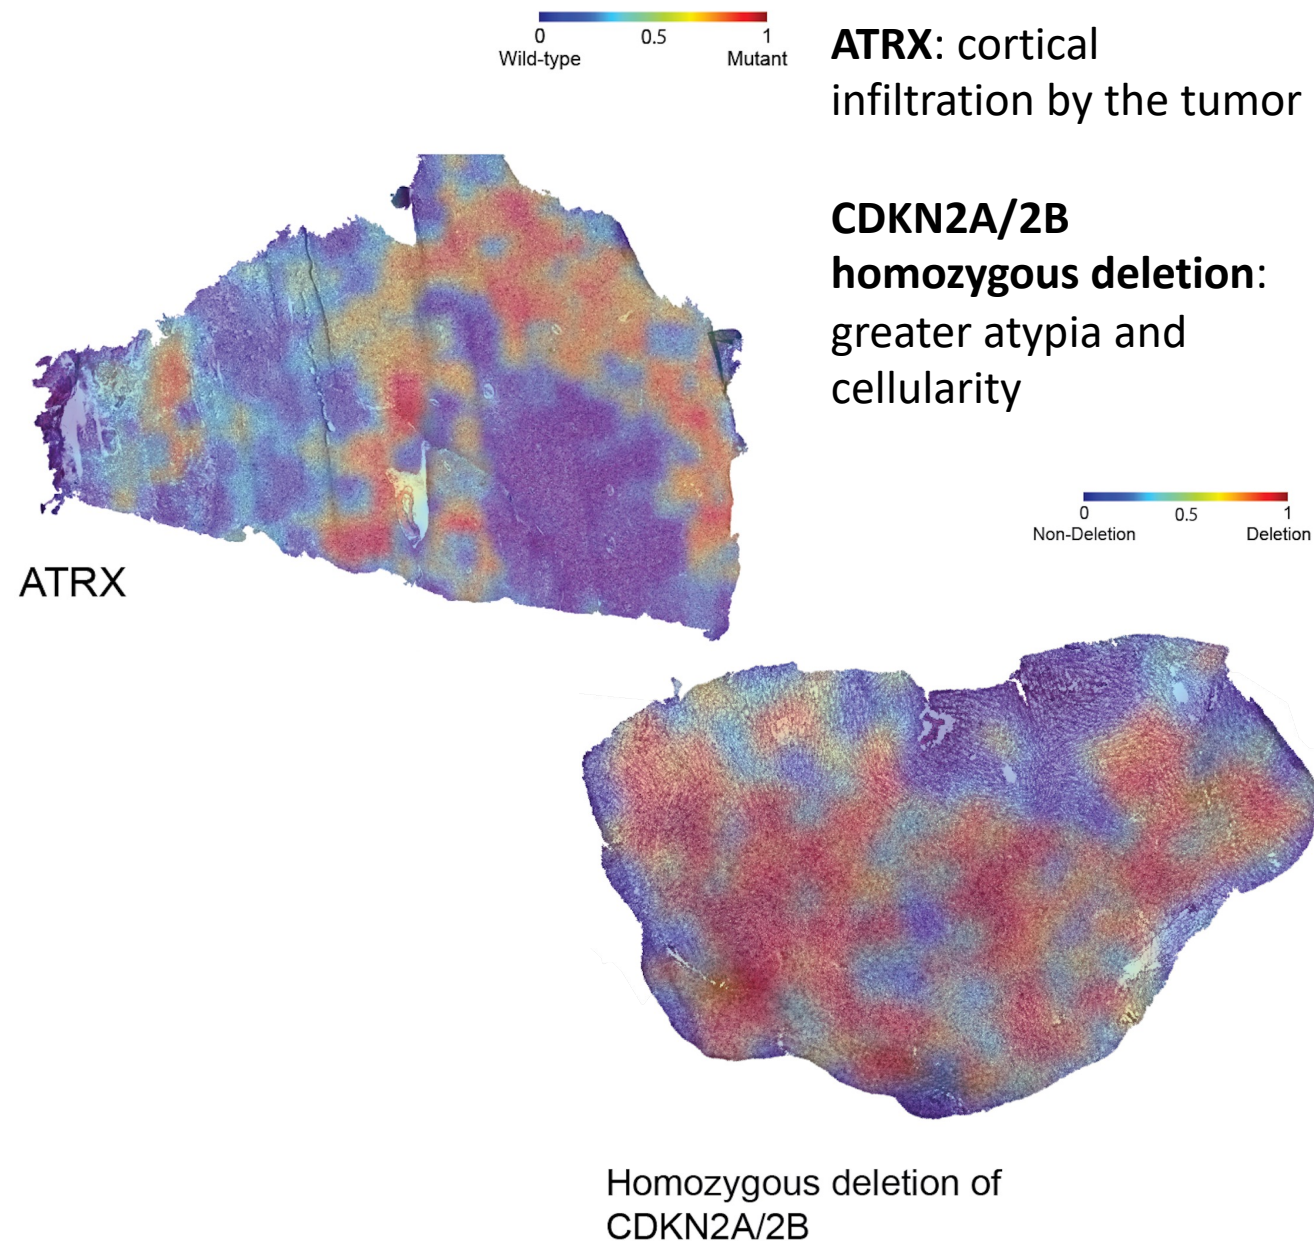 0 0.5 1
Wild-type Mutant
ATRX: cortical
infiltration by the tumor
CDKN2A/2B
homozygous deletion:
greater atypia and
cellularity
0 0.5 1
Non-Deletion Deletion
ATRX
Homozygous deletion of
CDKN2A/2B